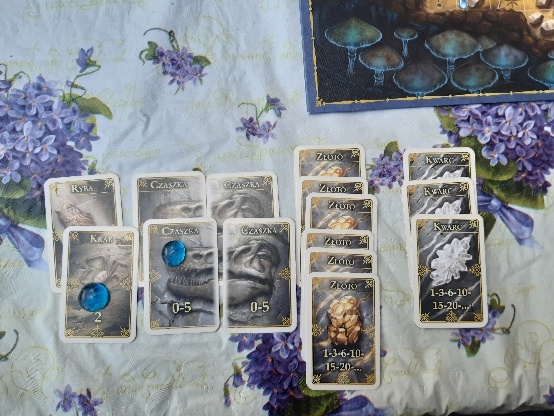 Ryba
Krab
2
Czaszka
Czaszka
Czaszka
0-5
Czaszka
0-5
Złoto
Złoto
Złoto
Złoto
Złoto
Złoto
1-3-6-10-
15-20-...
Kwarc
Kwarc
Kwarc
1-3-6-10-
15-20-...